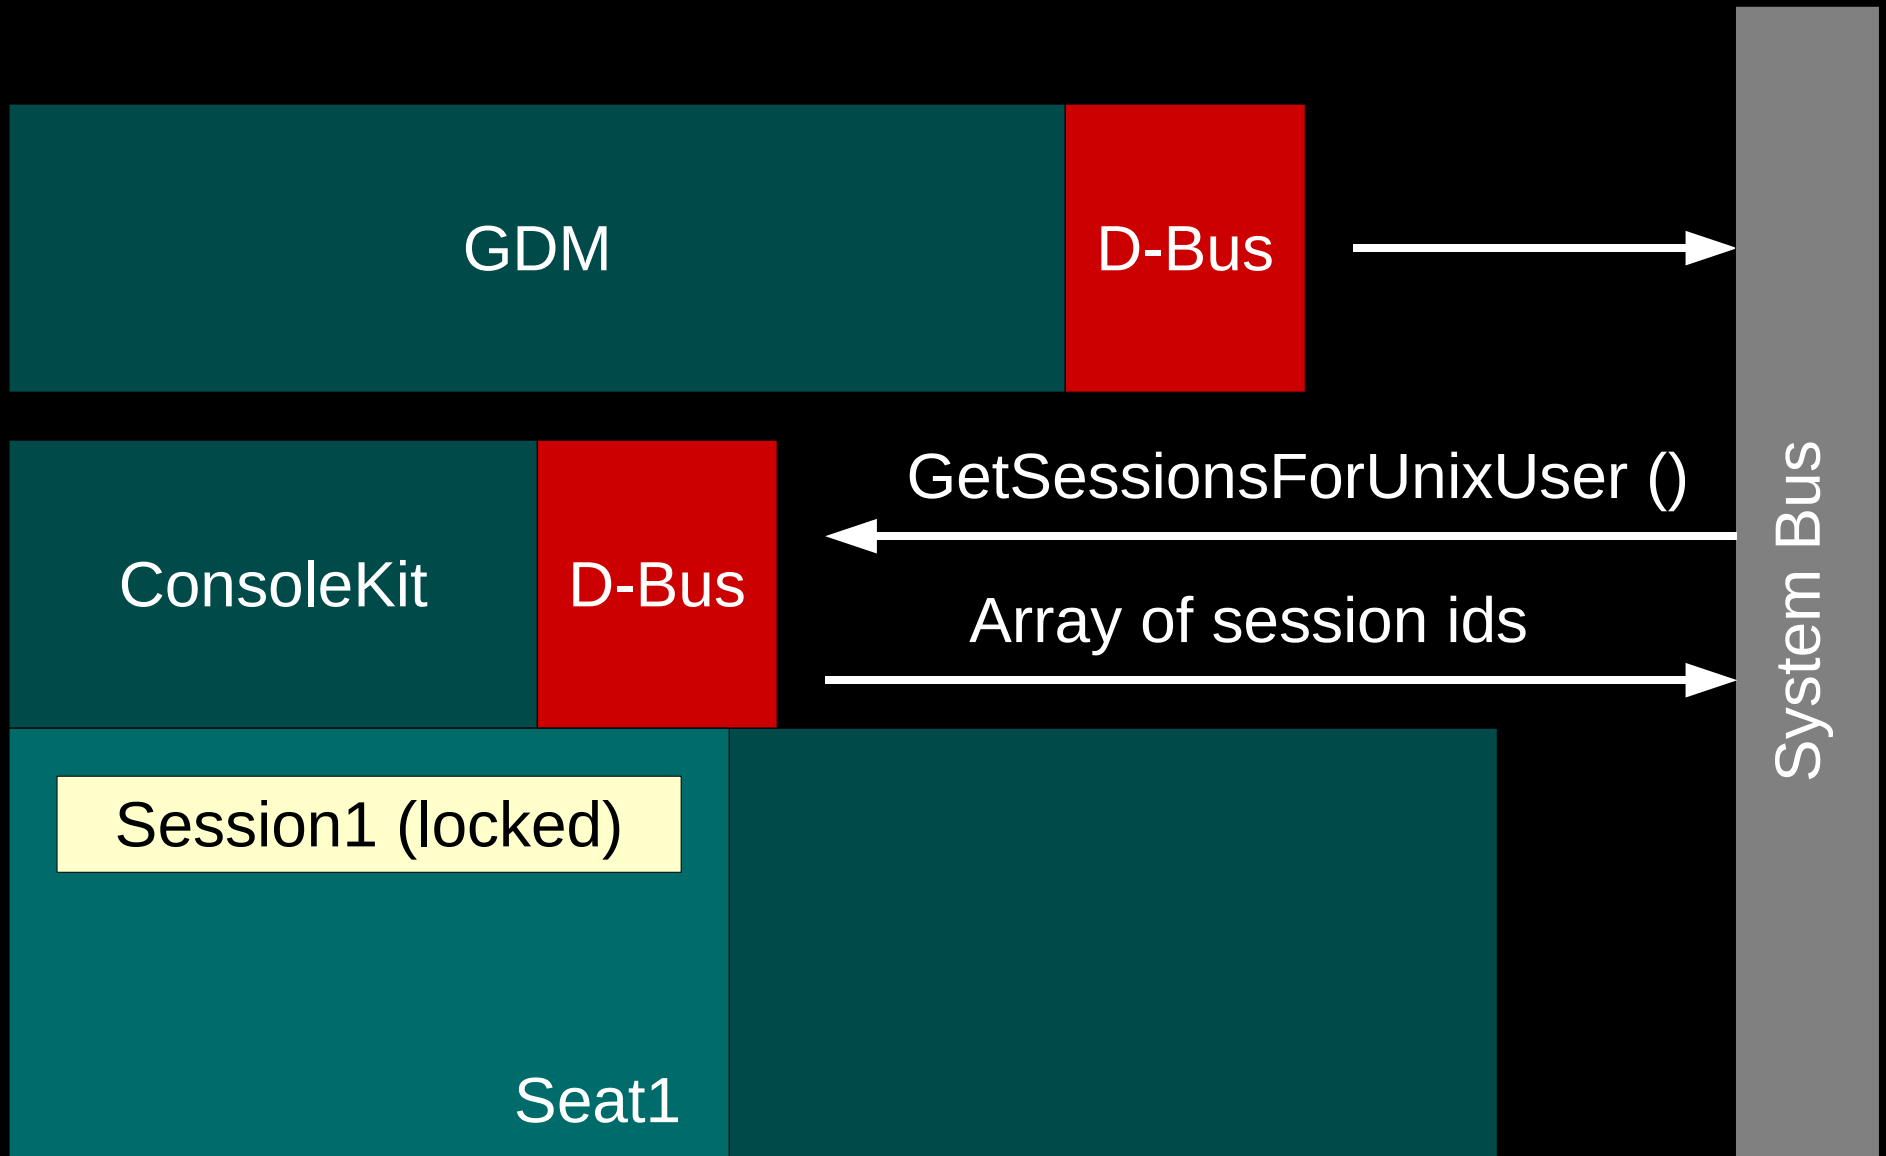 GDM
D-Bus
GetSessionsForUnixUser ()
ConsoleKit
D-Bus
Array of session ids
System Bus
Session1 (locked)
Seat1